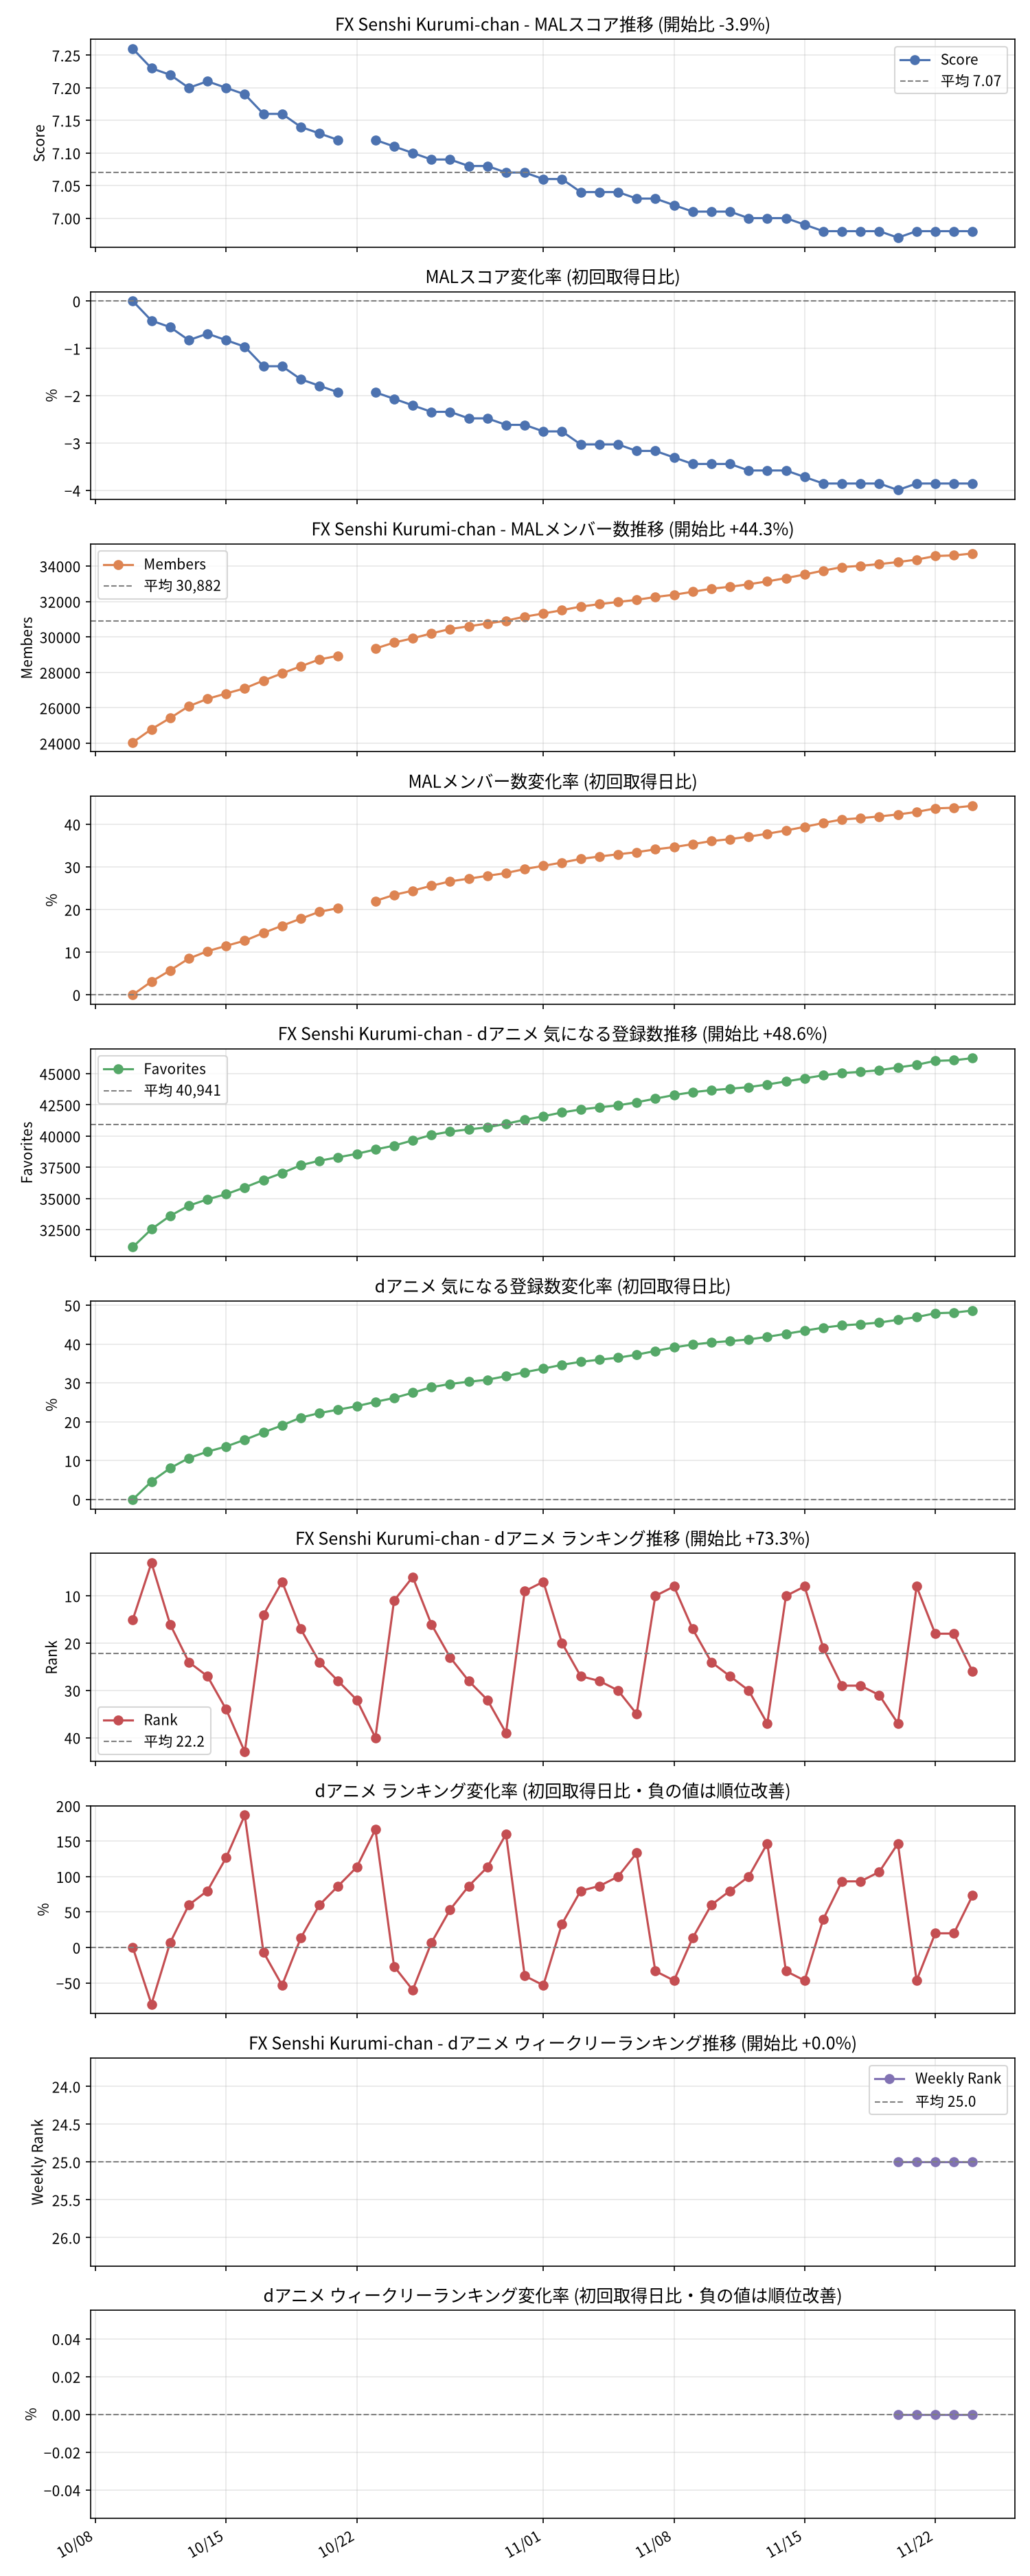 FX Senshi Kurumi-chan - MALスコア推移 (開始比 -3.9%)
Score
7.25
7.20
7.15
7.10
7.05
7.00
Score
平均 7.07
MALスコア変化率 (初回取得日比)
%
0
−1
−2
−3
−4
FX Senshi Kurumi-chan - MALメンバー数推移 (開始比 +44.3%)
Members
34000
32000
30000
28000
26000
24000
Members
平均 30,882
MALメンバー数変化率 (初回取得日比)
%
40
30
20
10
0
FX Senshi Kurumi-chan - dアニメ 気になる登録数推移 (開始比 +48.6%)
Favorites
45000
42500
40000
37500
35000
32500
Favorites
平均 40,941
dアニメ 気になる登録数変化率 (初回取得日比)
%
50
40
30
20
10
0
FX Senshi Kurumi-chan - dアニメ ランキング推移 (開始比 +73.3%)
Rank
10
20
30
40
Rank
平均 22.2
dアニメ ランキング変化率 (初回取得日比・負の値は順位改善)
%
200
150
100
50
0
−50
FX Senshi Kurumi-chan - dアニメ ウィークリーランキング推移 (開始比 +0.0%)
Weekly Rank
24.0
24.5
25.0
25.5
26.0
Weekly Rank
平均 25.0
dアニメ ウィークリーランキング変化率 (初回取得日比・負の値は順位改善)
%
0.04
0.02
0.00
−0.02
−0.04
10/08
10/15
10/22
11/01
11/08
11/15
11/22